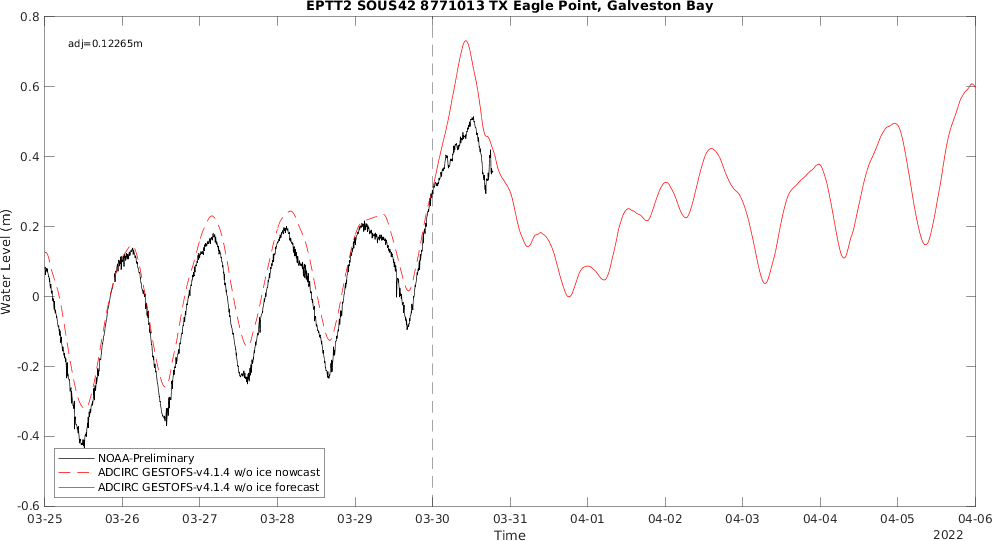 EPTT2 SOUS42 8771013 TX Eagle Point, Galveston Bay
adj=0.12265m
0.8
0.6
0.4
0.2
0
-0.2
-0.4
-0.6
Water Level (m)
NOAA-Preliminary
ADCIRC GESTOFS-v4.1.4 w/o ice nowcast
ADCIRC GESTOFS-v4.1.4 w/o ice forecast
03-25 03-26 03-27 03-28 03-29 03-30 03-31 04-01 04-02 04-03 04-04 04-05 04-06
Time
2022